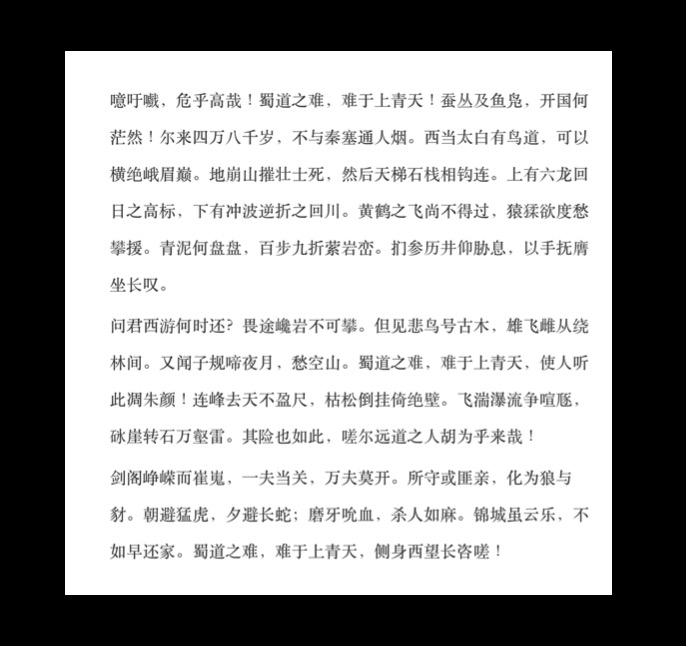 噫吁嚱，危乎高哉！蜀道之难，难于上青天！蚕丛及鱼凫，开国何
茫然！尔来四万八千岁，不与秦塞通人烟。西当太白有鸟道，可以
横绝峨眉巅。地崩山摧壮士死，然后天梯石栈相钩连。上有六龙回
日之高标，下有冲波逆折之回川。黄鹤之飞尚不得过，猿猱欲度愁
攀援。青泥何盘盘，百步九折萦岩峦。扪参历井仰胁息，以手抚膺
坐长叹。
问君西游何时还？畏途巉岩不可攀。但见悲鸟号古木，雄飞雌从绕
林间。又闻子规啼夜月，愁空山。蜀道之难，难于上青天，使人听
此凋朱颜！连峰去天不盈尺，枯松倒挂倚绝壁。飞湍瀑流争喧豗，
砯崖转石万壑雷。其险也如此，嗟尔远道之人胡为乎来哉！
剑阁峥嵘而崔嵬，一夫当关，万夫莫开。所守或匪亲，化为狼与
豺。朝避猛虎，夕避长蛇；磨牙吮血，杀人如麻。锦城虽云乐，不
如早还家。蜀道之难，难于上青天，侧身西望长咨嗟！